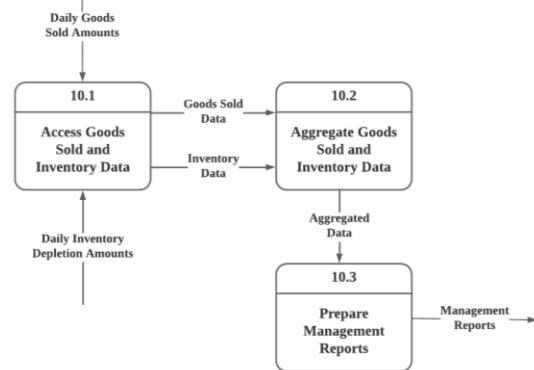 Daily Goods
Sold Amounts
10.1
Access Goods
Sold and
Inventory Data
Goods Sold
Data
Inventory
Data
10.2
Aggregate Goods
Sold and
Inventory Data
Daily Inventory
Depletion Amounts
Aggregated
Data
10.3
Prepare
Management
Reports
Management
Reports